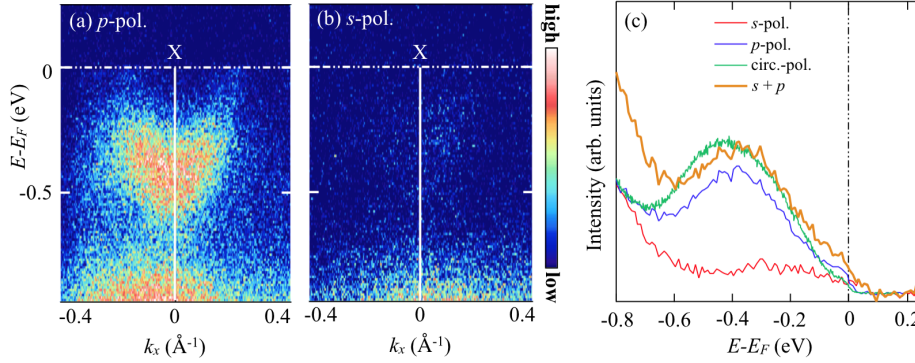 (a) p-pol.
X
0
-0.5
E-E_F (eV)
-0.4
0
0.4
k_x (Å⁻¹)
(b) s-pol.
X
-0.4
0
0.4
k_x (Å⁻¹)
high
low
(c)
s-pol.
p-pol.
circ.-pol.
s + p
Intensity (arb. units)
-0.8
-0.6
-0.4
-0.2
0
0.2
E-E_F (eV)